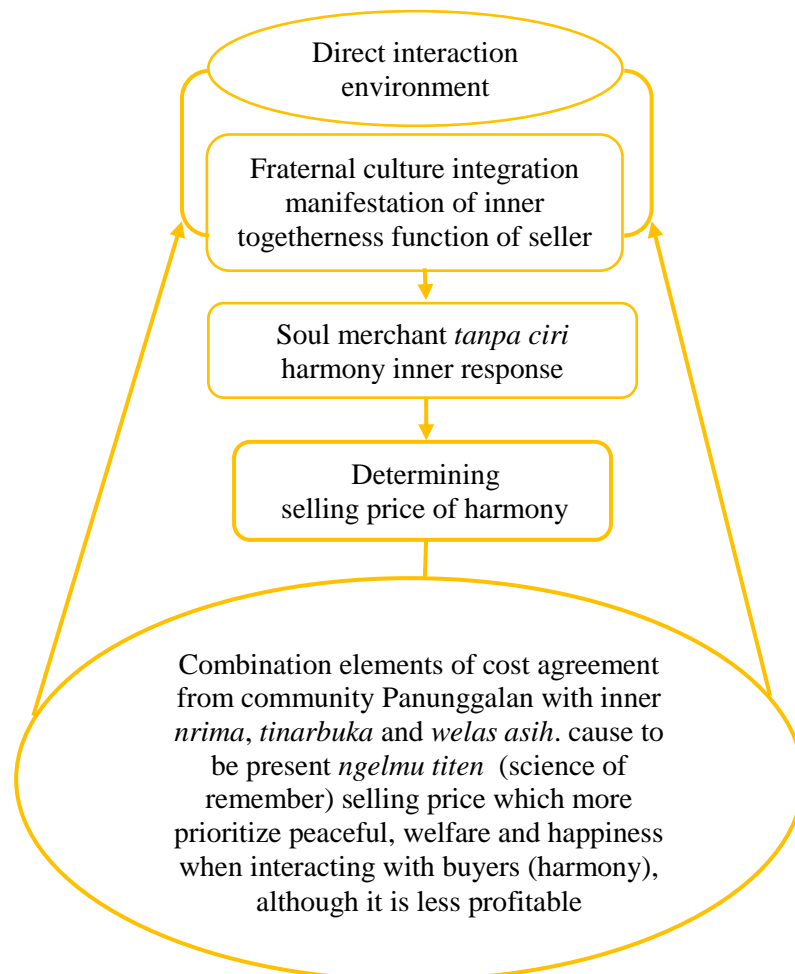 Direct interaction
environment
Fraternal culture integration
manifestation of inner
togetherness function of seller
Soul merchant tanpa ciri
harmony inner response
Determining
selling price of harmony
Combination elements of cost agreement
from community Panunggalan with inner
nrima, tinarbuka and welas asih. cause to
be present ngelmu titen (science of
remember) selling price which more
prioritize peaceful, welfare and happiness
when interacting with buyers (harmony),
although it is less profitable